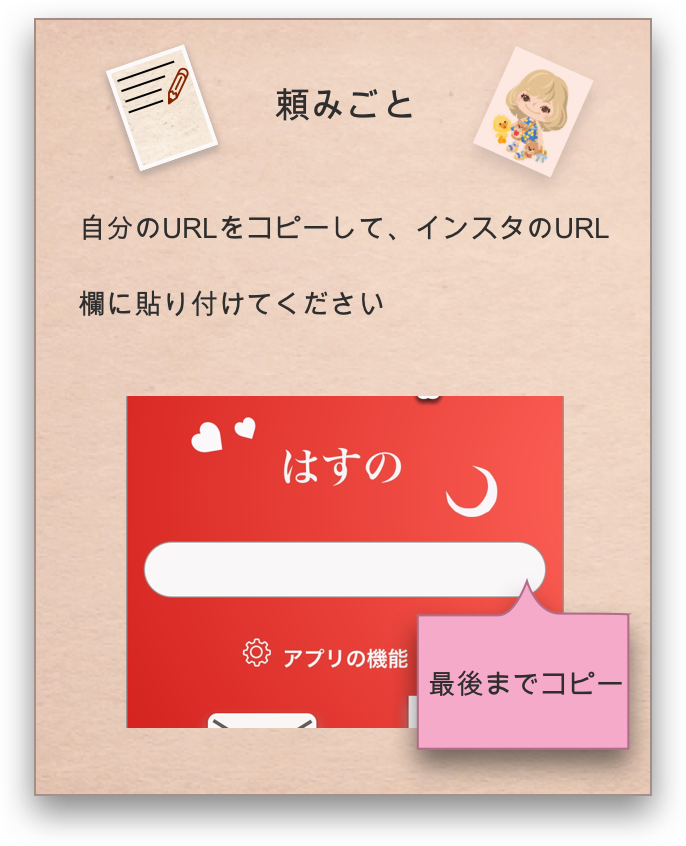 頼みごと
自分のURLをコピーして、インスタのURL
欄に貼り付けてください
はすの
アプリの機能
最後までコピー